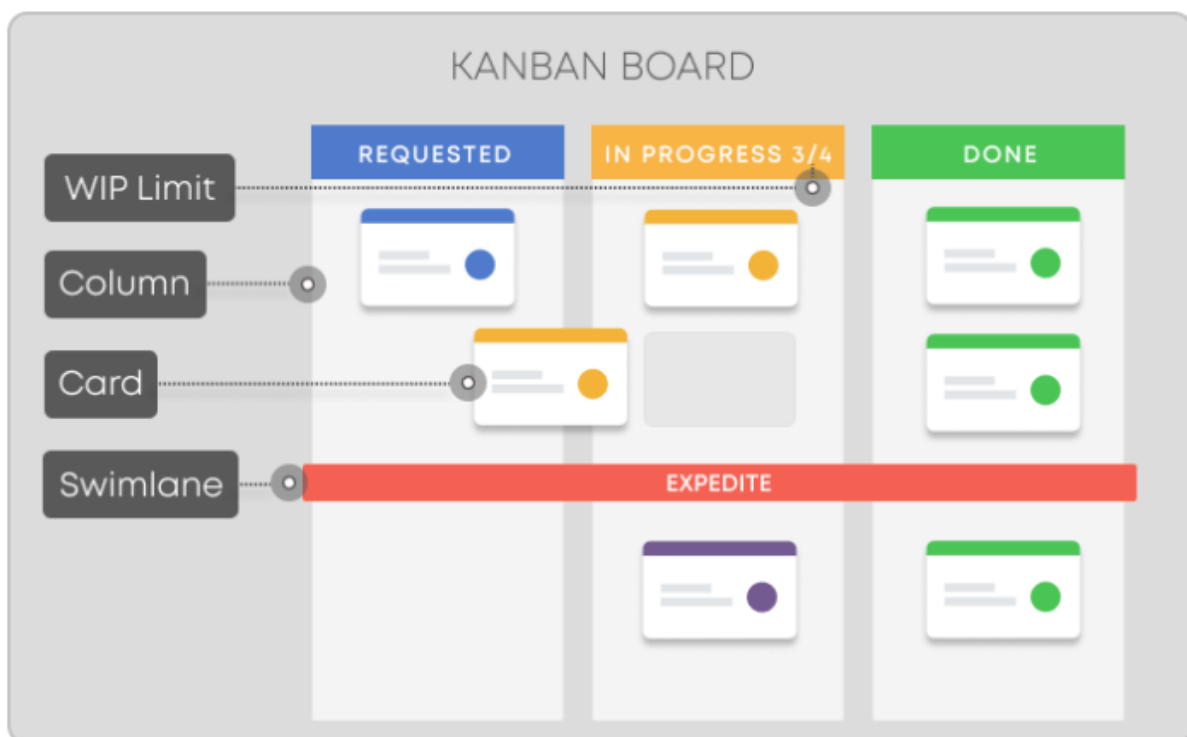 KANBAN BOARD
REQUESTED
IN PROGRESS 3/4
DONE
WIP Limit
Column
Card
Swimlane
EXPEDITE